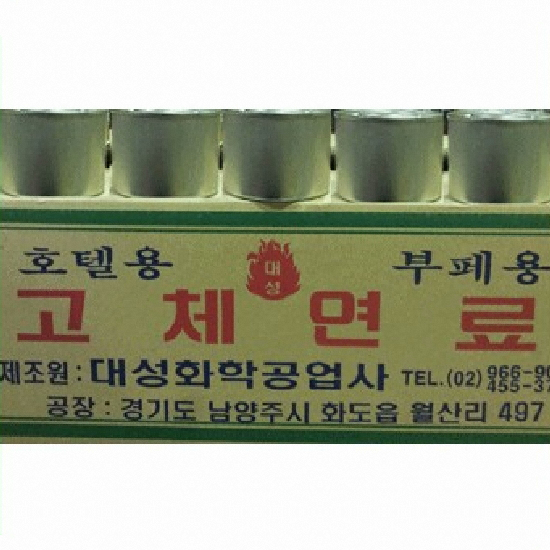 호텔용 대성 부페용
고체연료
제조원 : 대성화학공업사 TEL.(02)
공장 : 경기도 남양주시 화도읍 월산리 497